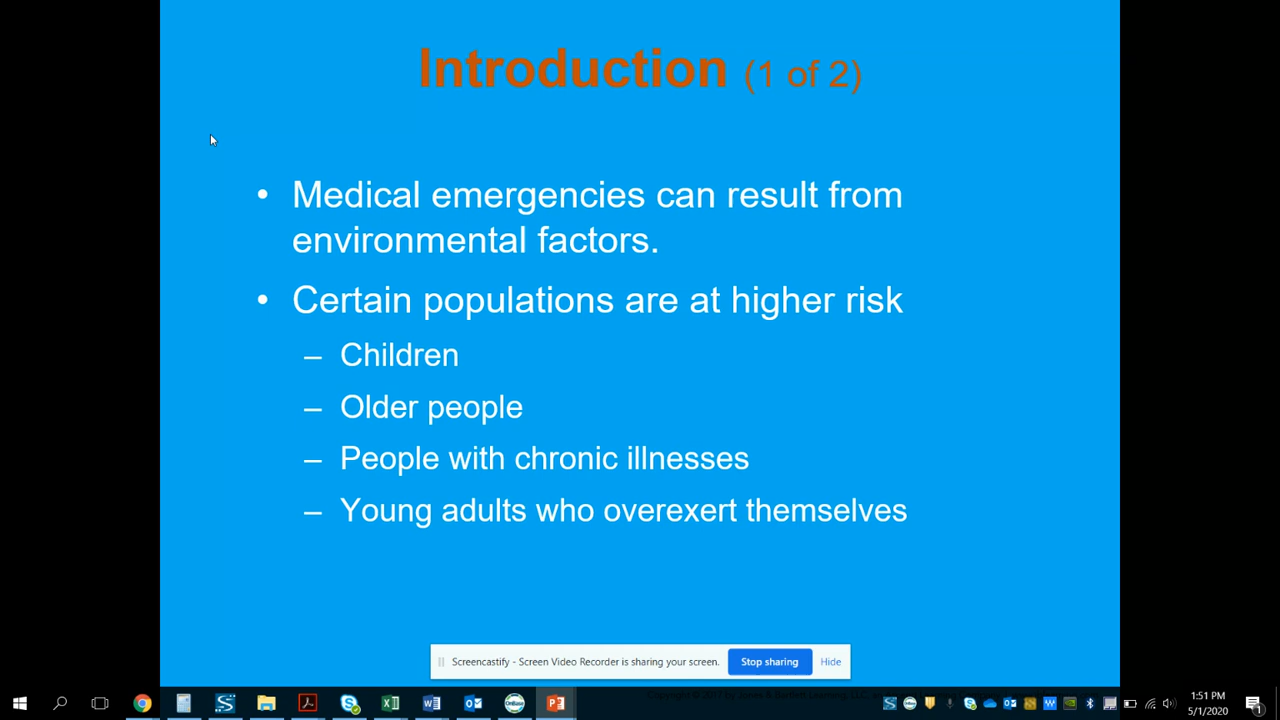 Introduction (1 of 2)
• Medical emergencies can result from
environmental factors.
• Certain populations are at higher risk
– Children
– Older people
– People with chronic illnesses
– Young adults who overexert themselves
Screencastify - Screen Video Recorder is sharing your screen. Stop sharing Hide
1:51 PM
5/1/2020